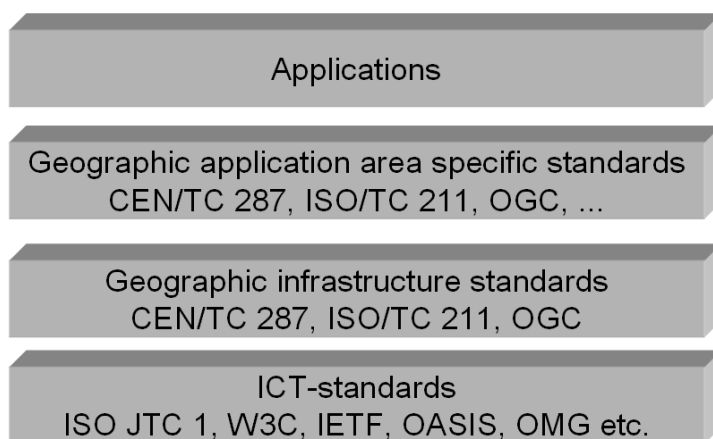 Applications
Geographic application area specific standards
CEN/TC 287, ISO/TC 211, OGC, ...
Geographic infrastructure standards
CEN/TC 287, ISO/TC 211, OGC
ICT-standards
ISO JTC 1, W3C, IETF, OASIS, OMG etc.